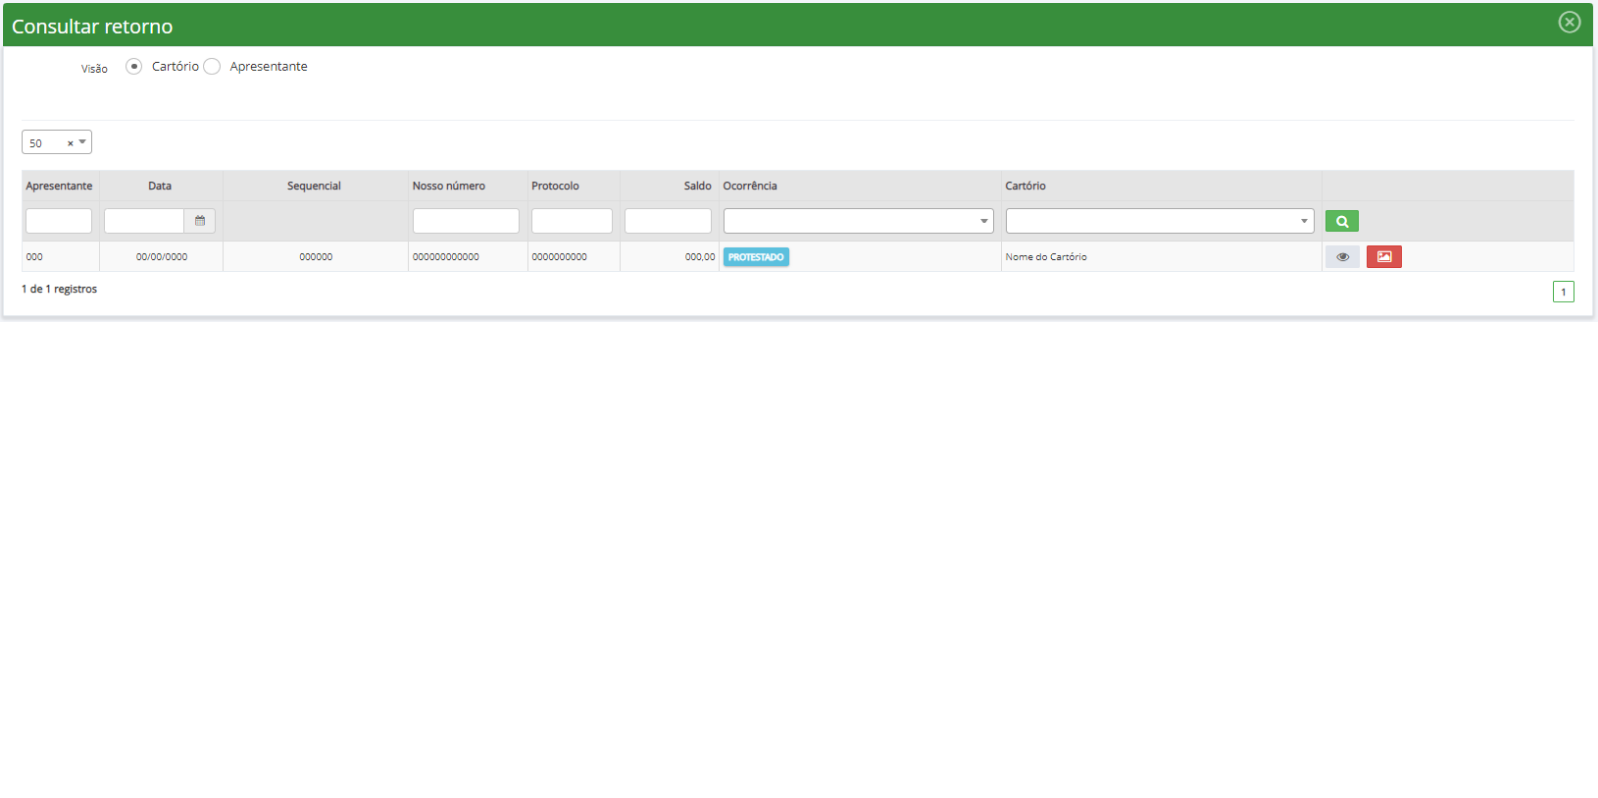 Consultar retorno
Visão Cartório Apresentante
50 × 
Apresentante Data Sequencial Nosso número Protocolo Saldo Ocorrência Cartório
000 00/00/0000 000000 000000000000 0000000000 000,00 PROTESTADO Nome do Cartório
1 de 1 registros
1